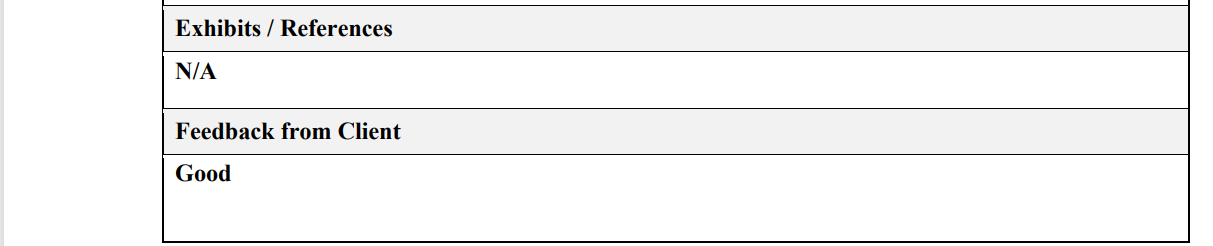 Exhibits / References
N/A
Feedback from Client
Good